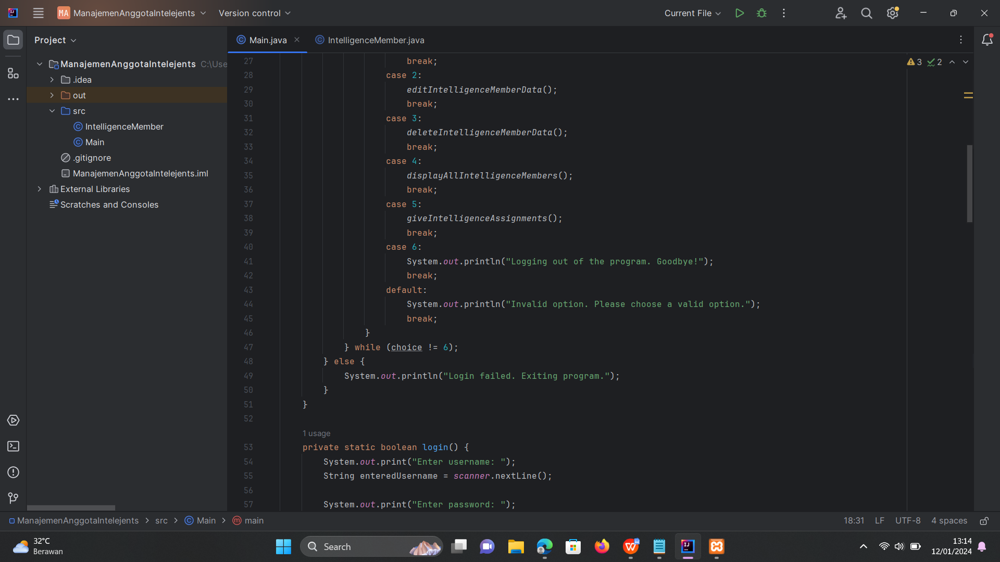 MA ManajemenAnggotaIntelejents Version control Current File
Project
Main.java IntelligenceMember.java
ManajemenAnggotaIntelejents C:\Use
.idea
out
src
IntelligenceMember
Main
.gitignore
ManajemenAnggotaIntelejents.iml
External Libraries
Scratches and Consoles
3 2
27 break;
28 case 2:
29 editIntelligenceMemberData();
30 break;
31 case 3:
32 deleteIntelligenceMemberData();
33 break;
34 case 4:
35 displayAllIntelligenceMembers();
36 break;
37 case 5:
38 giveIntelligenceAssignments();
39 break;
40 case 6:
41 System.out.println("Logging out of the program. Goodbye!");
42 break;
43 default:
44 System.out.println("Invalid option. Please choose a valid option.");
45 break;
46 }
47 } while (choice != 6);
48 } else {
49 System.out.println("Login failed. Exiting program.");
50 }
51 }
52
1 usage
53 private static boolean login() {
54 System.out.print("Enter username: ");
55 String enteredUsername = scanner.nextLine();
56
57 System.out.print("Enter password: ");
ManajemenAnggotaIntelejents > src > Main > main 18:31 LF UTF-8 4 spaces
32°C
Berawan
Search
13:14
12/01/2024